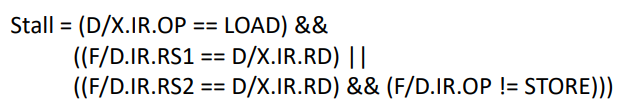 Stall = (D/X.IR.OP == LOAD) &&
((F/D.IR.RS1 == D/X.IR.RD) ||
((F/D.IR.RS2 == D/X.IR.RD) && (F/D.IR.OP != STORE)))